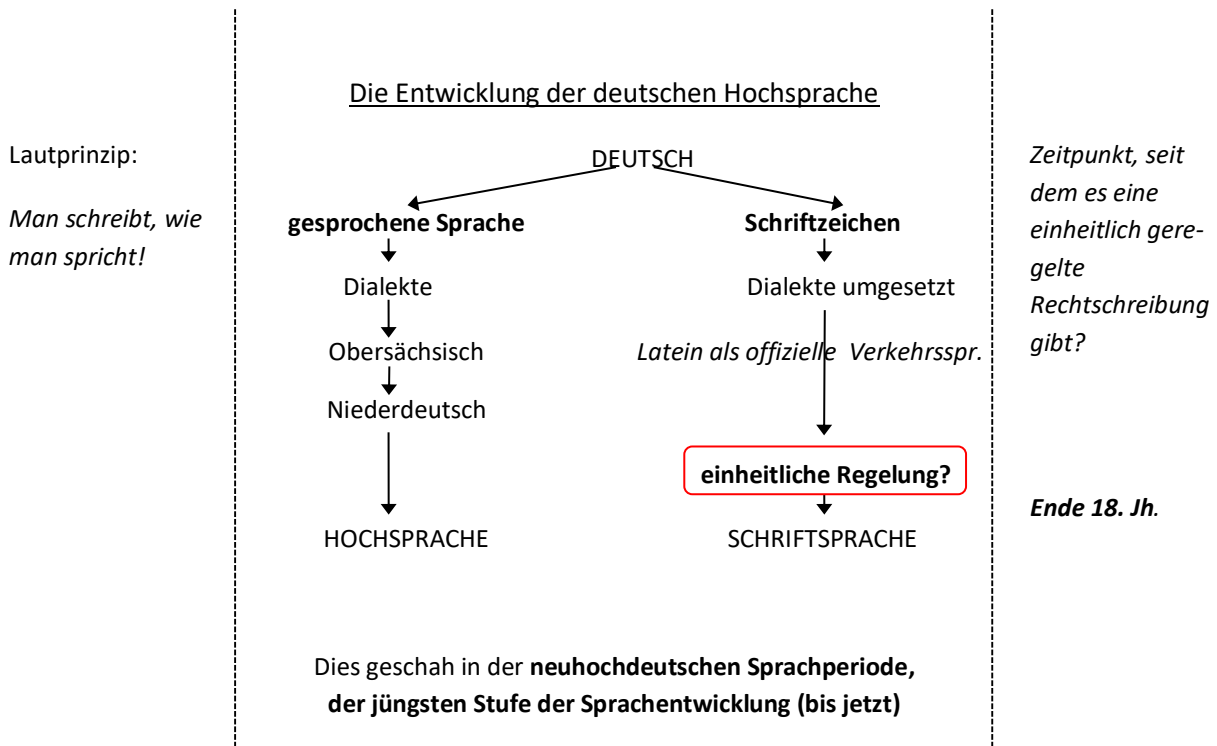 Die Entwicklung der deutschen Hochsprache
Lautprinzip:
Man schreibt, wie
man spricht!
DEUTSCH
gesprochene Sprache
Schriftzeichen
Dialekte
Dialekte umgesetzt
Obersächsisch
Latein als offizielle Verkehrsspr.
Niederdeutsch
einheitliche Regelung?
HOCHSPRACHE
SCHRIFTSPRACHE
Dies geschah in der neuhochdeutschen Sprachperiode,
der jüngsten Stufe der Sprachentwicklung (bis jetzt)
Zeitpunkt, seit
dem es eine
einheitlich gere-
gelte
Rechtschreibung
gibt?
Ende 18. Jh.